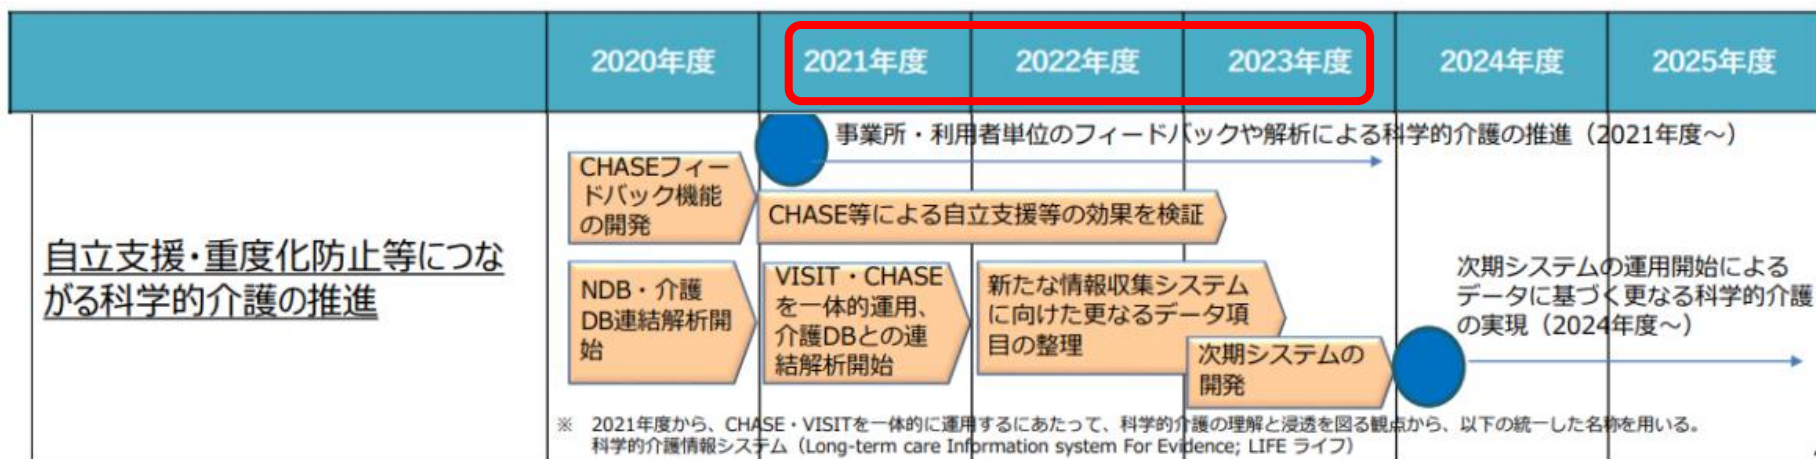 2020年度
2021年度
2022年度
2023年度
2024年度
2025年度
自立支援・重度化防止等につな
がる科学的介護の推進
事業所・利用者単位のフィードバックや解析による科学的介護の推進（2021年度～）
CHASEフィー
ドバック機能
の開発
CHASE等による自立支援等の効果を検証
NDB・介護
DB連結解析開
始
VISIT・CHASE
を一体的運用、
介護DBとの連
結解析開始
新たな情報収集システム
に向けた更なるデータ項
目の整理
次期システムの
開発
次期システムの運用開始による
データに基づく更なる科学的介護
の実現（2024年度～）
※ 2021年度から、CHASE・VISITを一体的に運用するにあたって、科学的介護の理解と浸透を図る観点から、以下の統一した名称を用いる。
科学的介護情報システム（Long-term care Information system For Evidence; LIFE ライフ）